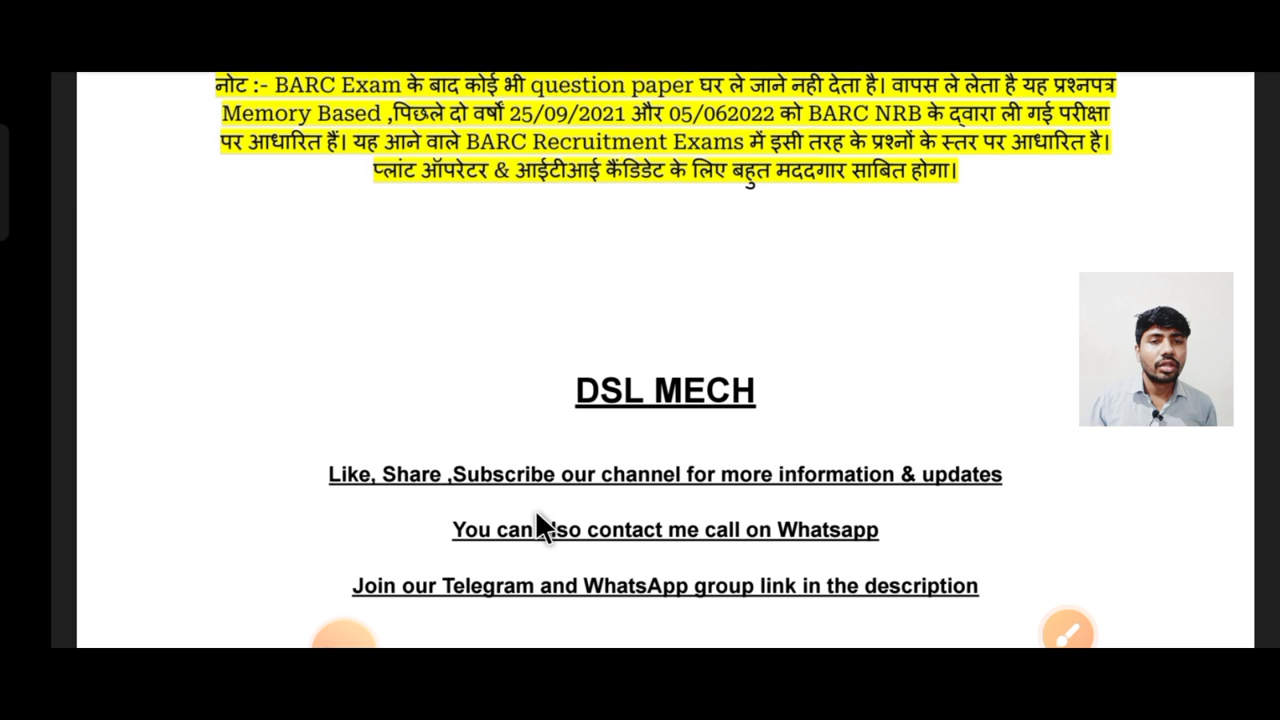 नोट :- BARC Exam के बाद कोई भी question paper घर ले जाने नही देता है। वापस ले लेता है यह प्रश्नपत्र
Memory Based ,पिछले दो वर्षों 25/09/2021 और 05/062022 को BARC NRB के द्वारा ली गई परीक्षा
पर आधारित हैं। यह आने वाले BARC Recruitment Exams में इसी तरह के प्रश्नों के स्तर पर आधारित है।
प्लांट ऑपरेटर & आईटीआई कैंडिडेट के लिए बहुत मददगार साबित होगा।
DSL MECH
Like, Share ,Subscribe our channel for more information & updates
You can also contact me call on Whatsapp
Join our Telegram and WhatsApp group link in the description